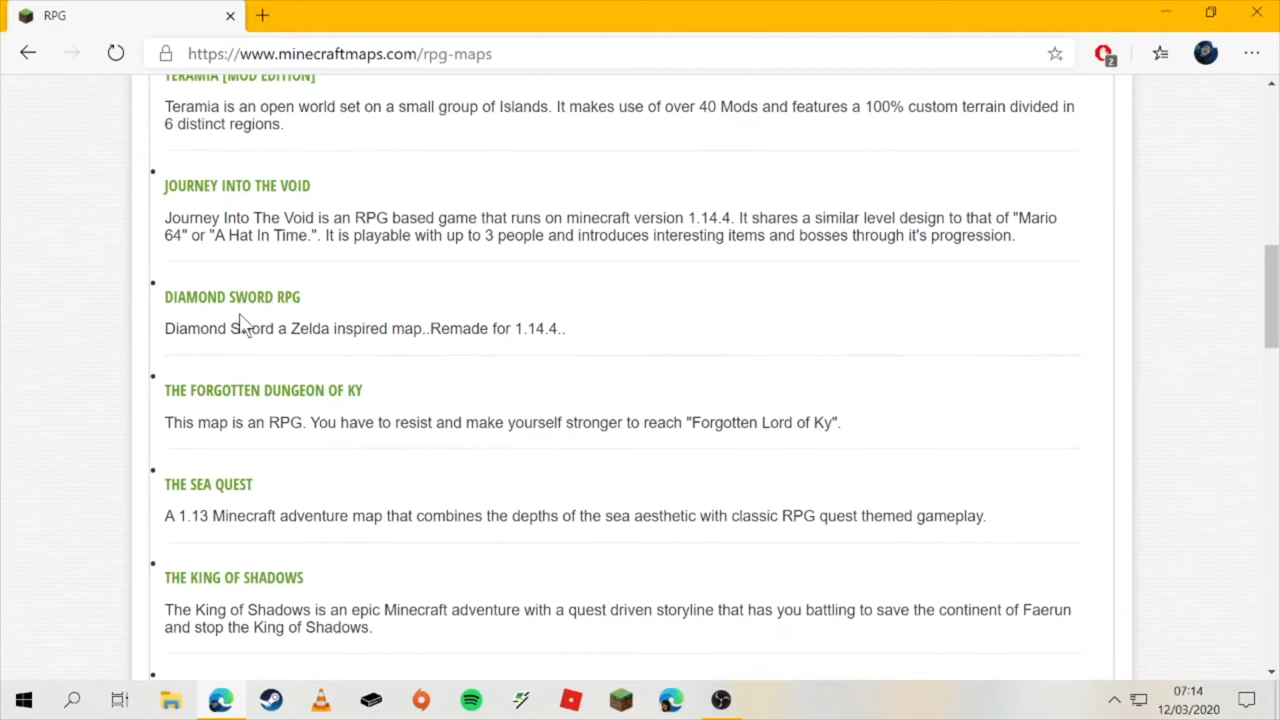 RPG
https://www.minecraftmaps.com/rpg-maps
2
TERAMIA [MOD EDITION]
Teramia is an open world set on a small group of Islands. It makes use of over 40 Mods and features a 100% custom terrain divided in
6 distinct regions.
JOURNEY INTO THE VOID
Journey Into The Void is an RPG based game that runs on minecraft version 1.14.4. It shares a similar level design to that of "Mario
64" or "A Hat In Time.". It is playable with up to 3 people and introduces interesting items and bosses through it's progression.
DIAMOND SWORD RPG
Diamond Sword a Zelda inspired map..Remade for 1.14.4..
THE FORGOTTEN DUNGEON OF KY
This map is an RPG. You have to resist and make yourself stronger to reach "Forgotten Lord of Ky".
THE SEA QUEST
A 1.13 Minecraft adventure map that combines the depths of the sea aesthetic with classic RPG quest themed gameplay.
THE KING OF SHADOWS
The King of Shadows is an epic Minecraft adventure with a quest driven storyline that has you battling to save the continent of Faerun
and stop the King of Shadows.
07:14
12/03/2020